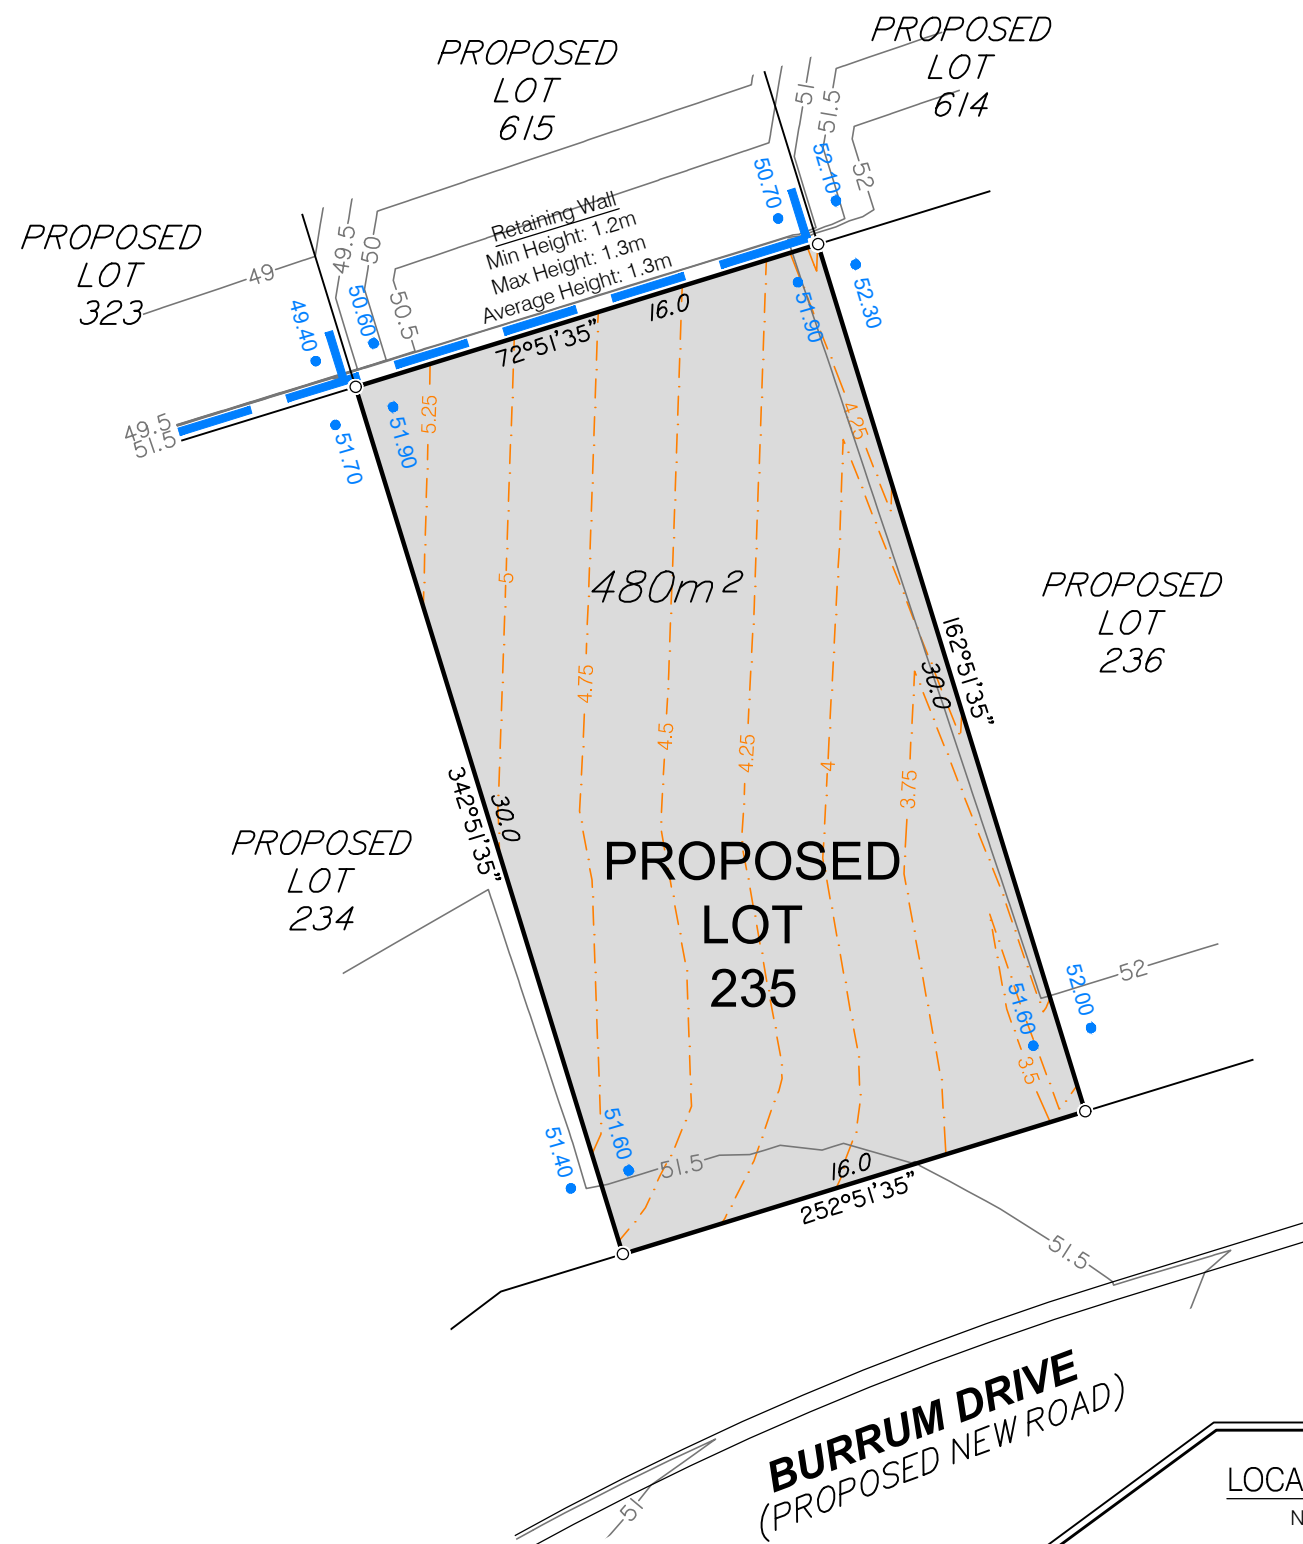 PROPOSED
LOT
615
PROPOSED
LOT
614
51
51.5
52
52.10
50.70
PROPOSED
LOT
323
49
49.5
50
50.5
49.40
50.60
Retaining Wall
Min Height: 1.2m
Max Height: 1.3m
Average Height: 1.3m
16.0
72°51'35"
52.30
51.90
49.5
51.5
51.70
51.90
5.25
5
4.75
4.5
4.25
4
3.75
3.5
4.25
480m²
162°51'35"
30.0
PROPOSED
LOT
236
342°51'35"
30.0
PROPOSED
LOT
234
PROPOSED
LOT
235
52
52.00
51.60
51.40
51.60
51.5
16.0
252°51'35"
51.5
BURRUM DRIVE
(PROPOSED NEW ROAD)
51
LOCA
N